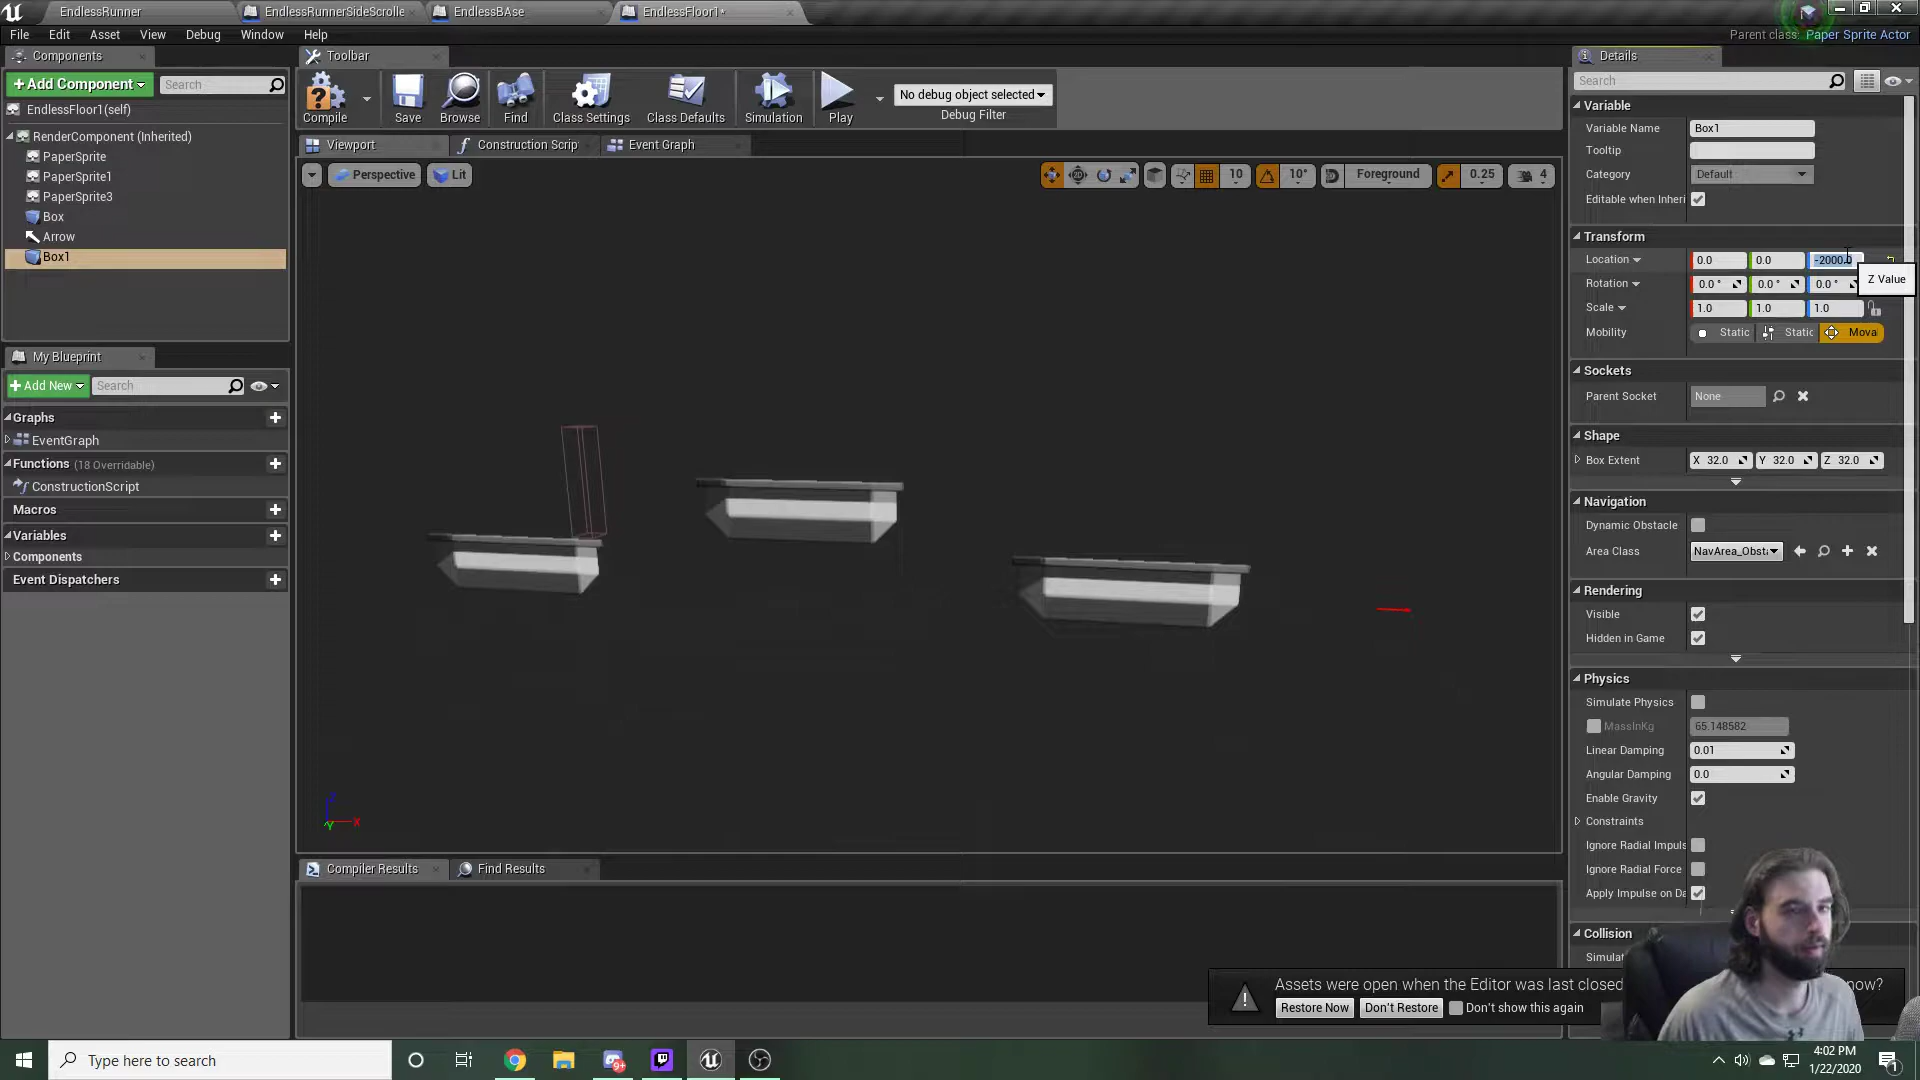 EndlessRunner
EndlessRunnerSideScrolle
EndlessBAse
EndlessFloor1*
File Edit Asset View Debug Window Help
Parent class: Paper Sprite Actor
Components
Toolbar
Details
+Add Component
Search
Search
EndlessFloor1(self)
Compile
Save
Browse
Find
Class Settings
Class Defaults
Simulation
Play
No debug object selected
Debug Filter
RenderComponent (Inherited)
PaperSprite
PaperSprite1
PaperSprite3
Box
Arrow
Box1
Viewport
Construction Scrip
Event Graph
Perspective
Lit
10
10°
Foreground
0.25
4
Variable
Variable Name Box1
Tooltip
Category Default
Editable when Inheri
Transform
Location 0.0 0.0 -2000.0
Z Value
Rotation 0.0° 0.0° 0.0°
Scale 1.0 1.0 1.0
Mobility Static Static Mova
Sockets
Parent Socket None
Shape
Box Extent X 32.0 Y 32.0 Z 32.0
Navigation
Dynamic Obstacle
Area Class NavArea_Obsta
Rendering
Visible
Hidden in Game
Physics
Simulate Physics
MassInKg 65.148582
Linear Damping 0.01
Angular Damping 0.0
Enable Gravity
Constraints
Ignore Radial Impuls
Ignore Radial Force
Apply Impulse on Da
Collision
Simulat
My Blueprint
+Add New
Search
Graphs
EventGraph
Functions (18 Overridable)
ConstructionScript
Macros
Variables
Components
Event Dispatchers
Z
X
Y
Compiler Results
Find Results
Assets were open when the Editor was last closed
now?
Restore Now
Don't Restore
Don't show this again
Type here to search
4:02 PM
1/22/2020
1